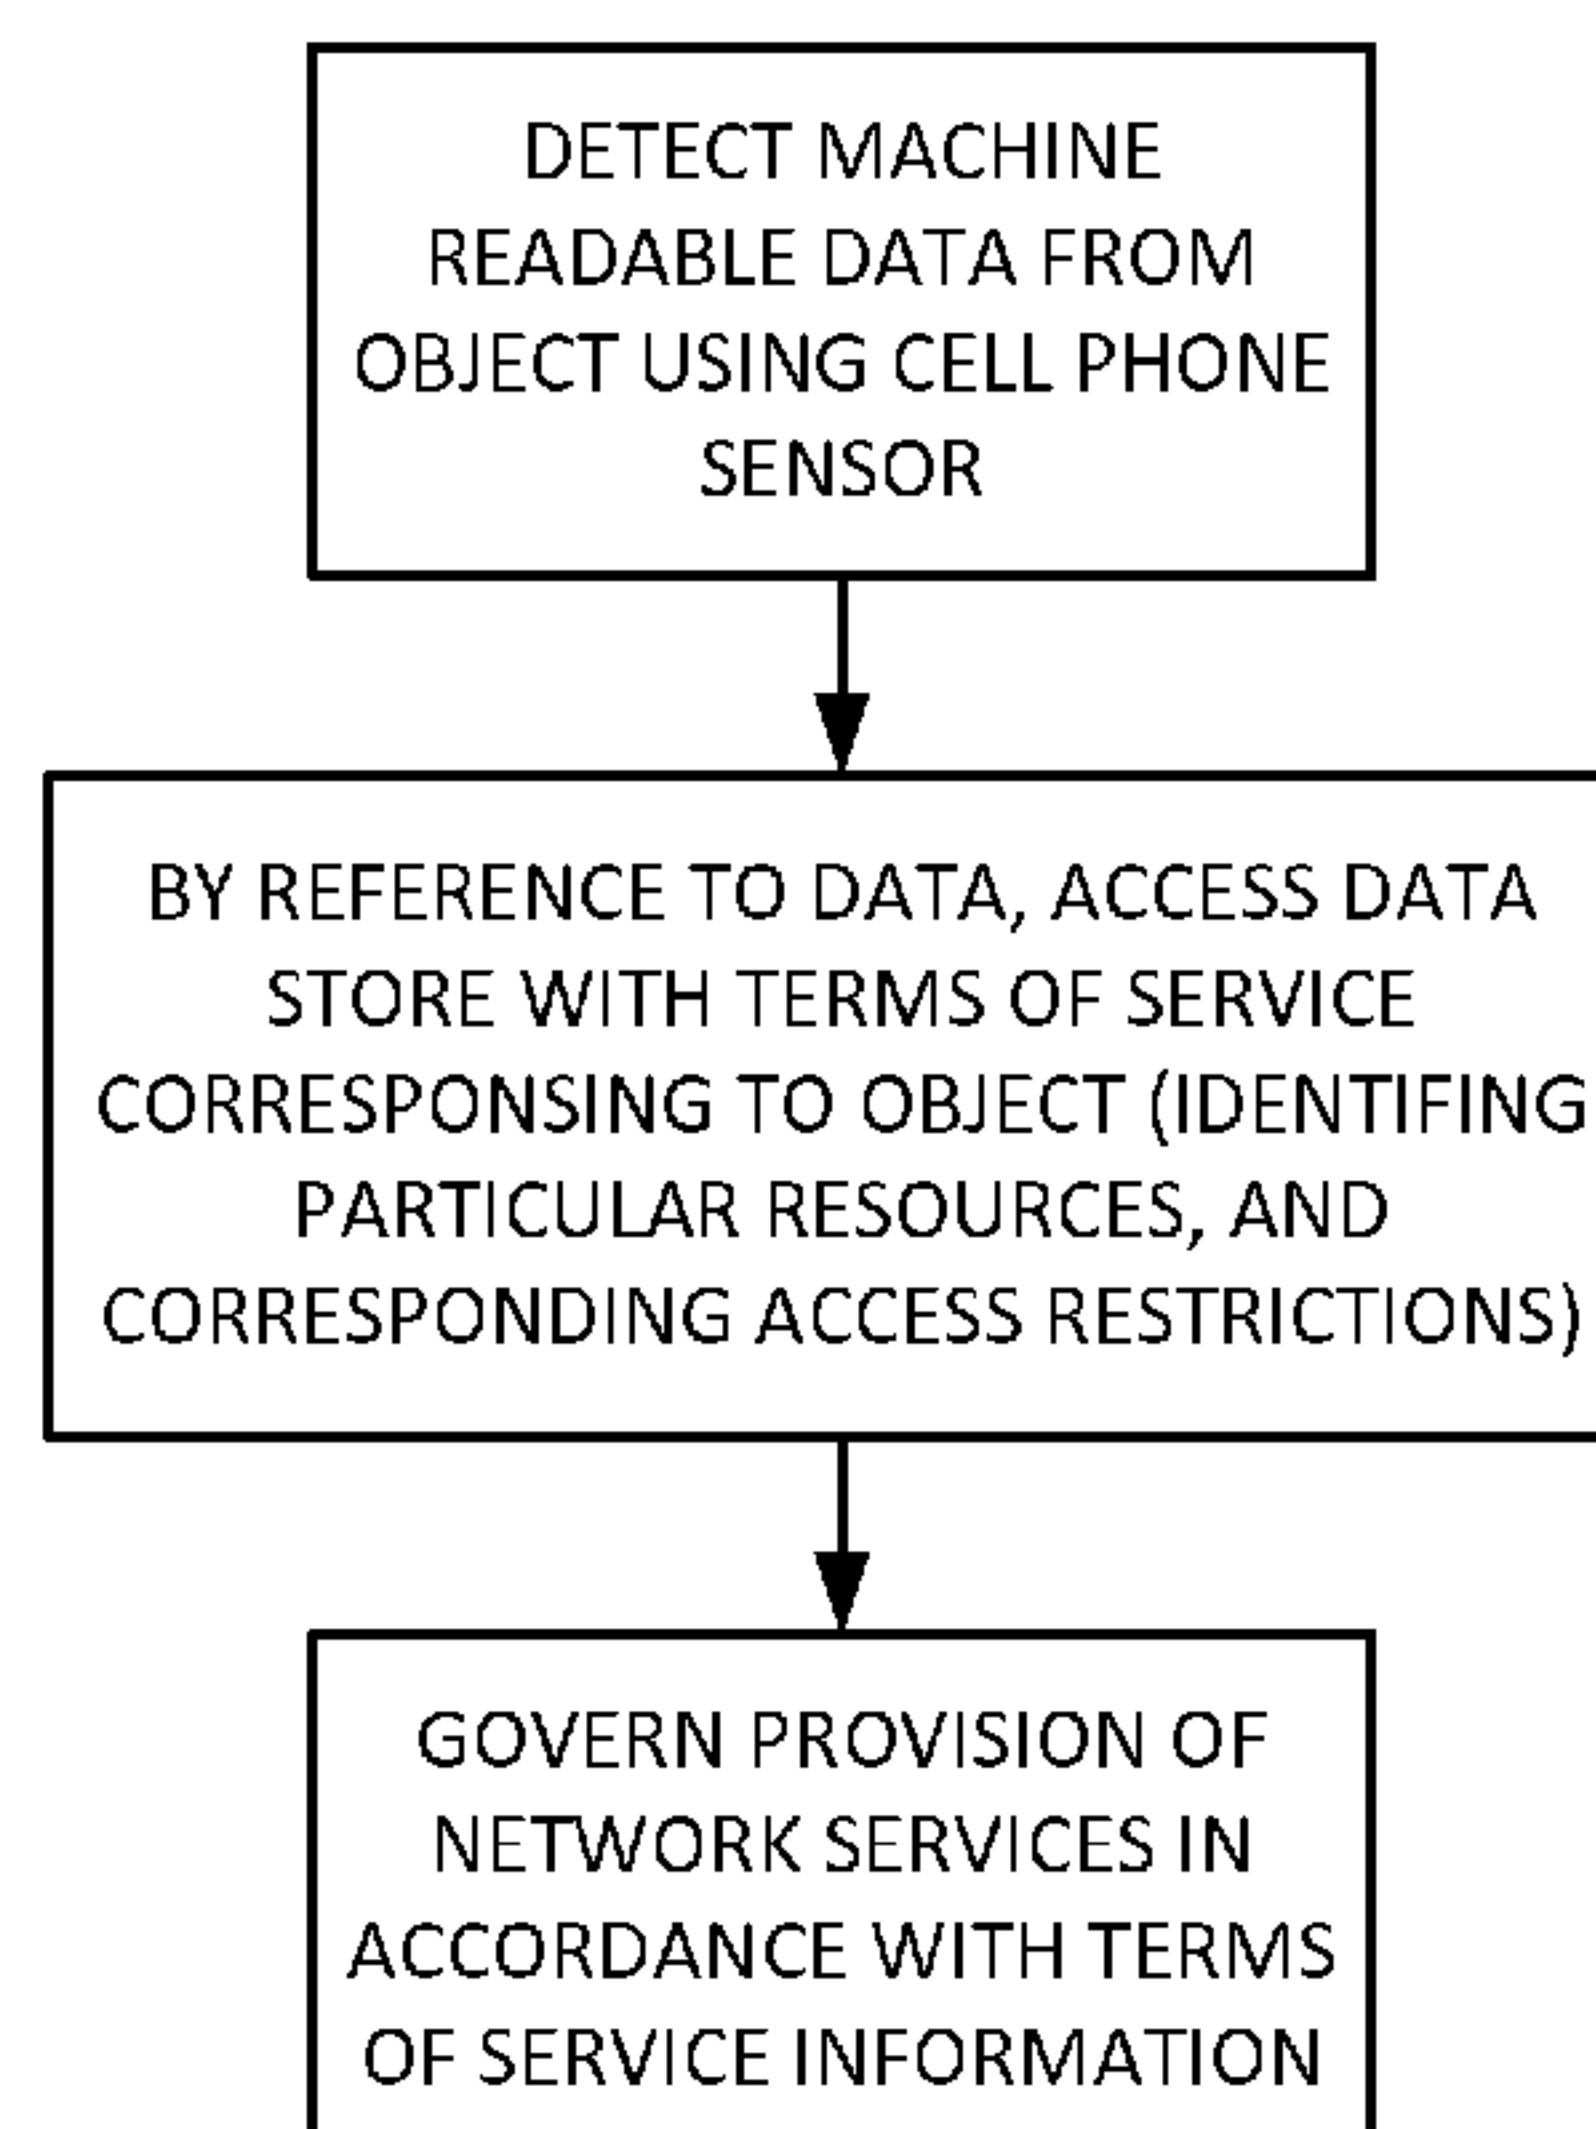 DETECT MACHINE
READABLE DATA FROM
OBJECT USING CELL PHONE
SENSOR
BY REFERENCE TO DATA, ACCESS DATA
STORE WITH TERMS OF SERVICE
CORRESPONSING TO OBJECT (IDENTIFING
PARTICULAR RESOURCES, AND
CORRESPONDING ACCESS RESTRICTIONS)
GOVERN PROVISION OF
NETWORK SERVICES IN
ACCORDANCE WITH TERMS
OF SERVICE INFORMATION